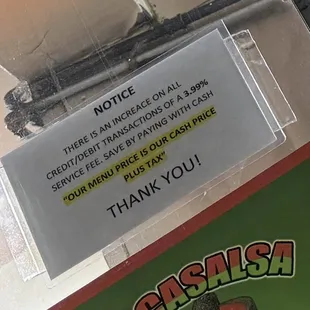 NOTICE
THERE IS AN INCREACE ON ALL
CREDIT/DEBIT TRANSACTIONS OF A 3.99%
SERVICE FEE. SAVE BY PAYING WITH CASH
"OUR MENU PRICE IS OUR CASH PRICE
PLUS TAX"
THANK YOU!
CASALSA